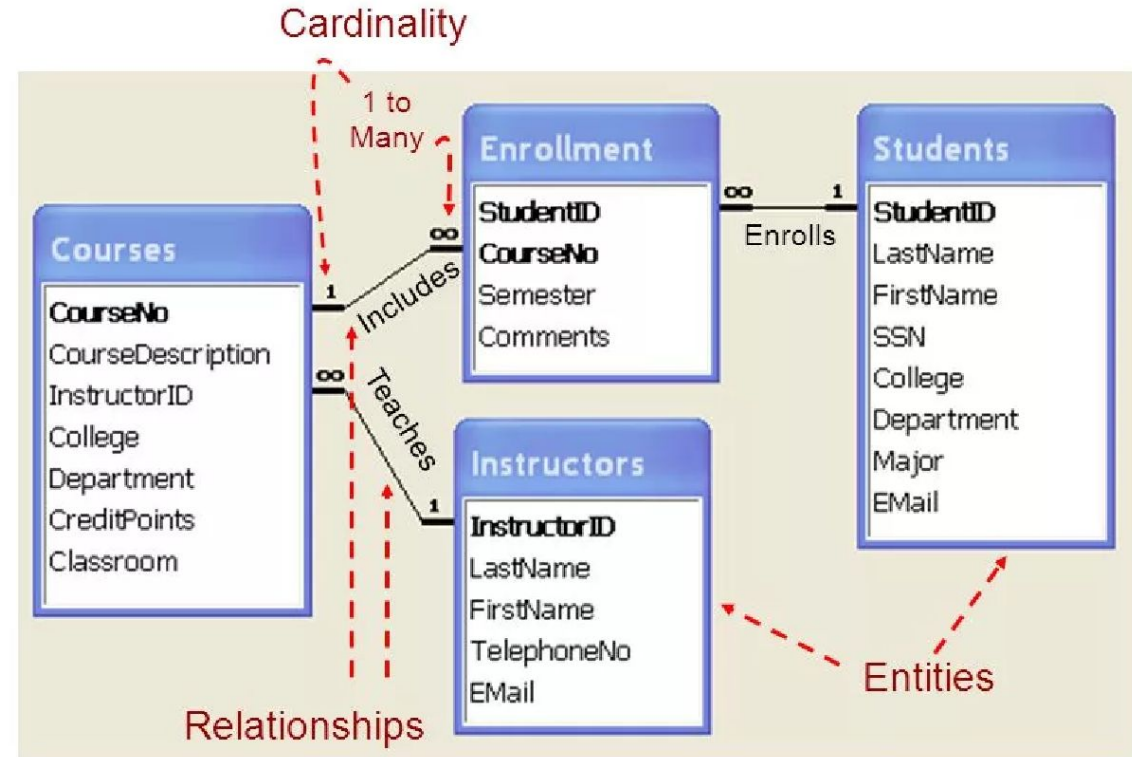 Cardinality
1 to
Many
Courses
CourseNo
CourseDescription
InstructorID
College
Department
CreditPoints
Classroom
1
∞
Includes
∞
Teaches
1
Enrollment
StudentID
CourseNo
Semester
Comments
∞
1
Enrolls
Students
StudentID
LastName
FirstName
SSN
College
Department
Major
EMail
Instructors
InstructorID
LastName
FirstName
TelephoneNo
EMail
Relationships
Entities